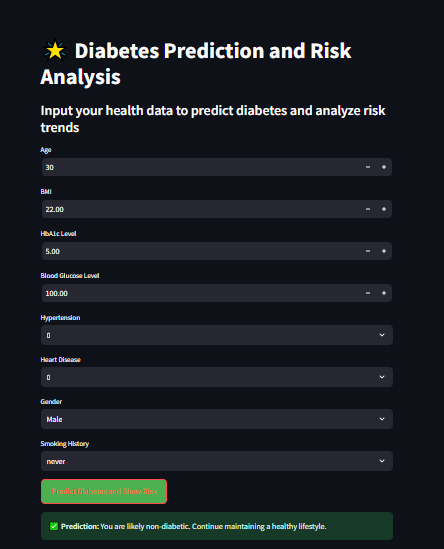 Diabetes Prediction and Risk
Analysis
Input your health data to predict diabetes and analyze risk
trends
Age
30
BMI
22.00
HbA1c Level
5.00
Blood Glucose Level
100.00
Hypertension
0
Heart Disease
0
Gender
Male
Smoking History
never
Predict Diabetes and Show Risk
Prediction: You are likely non-diabetic. Continue maintaining a healthy lifestyle.